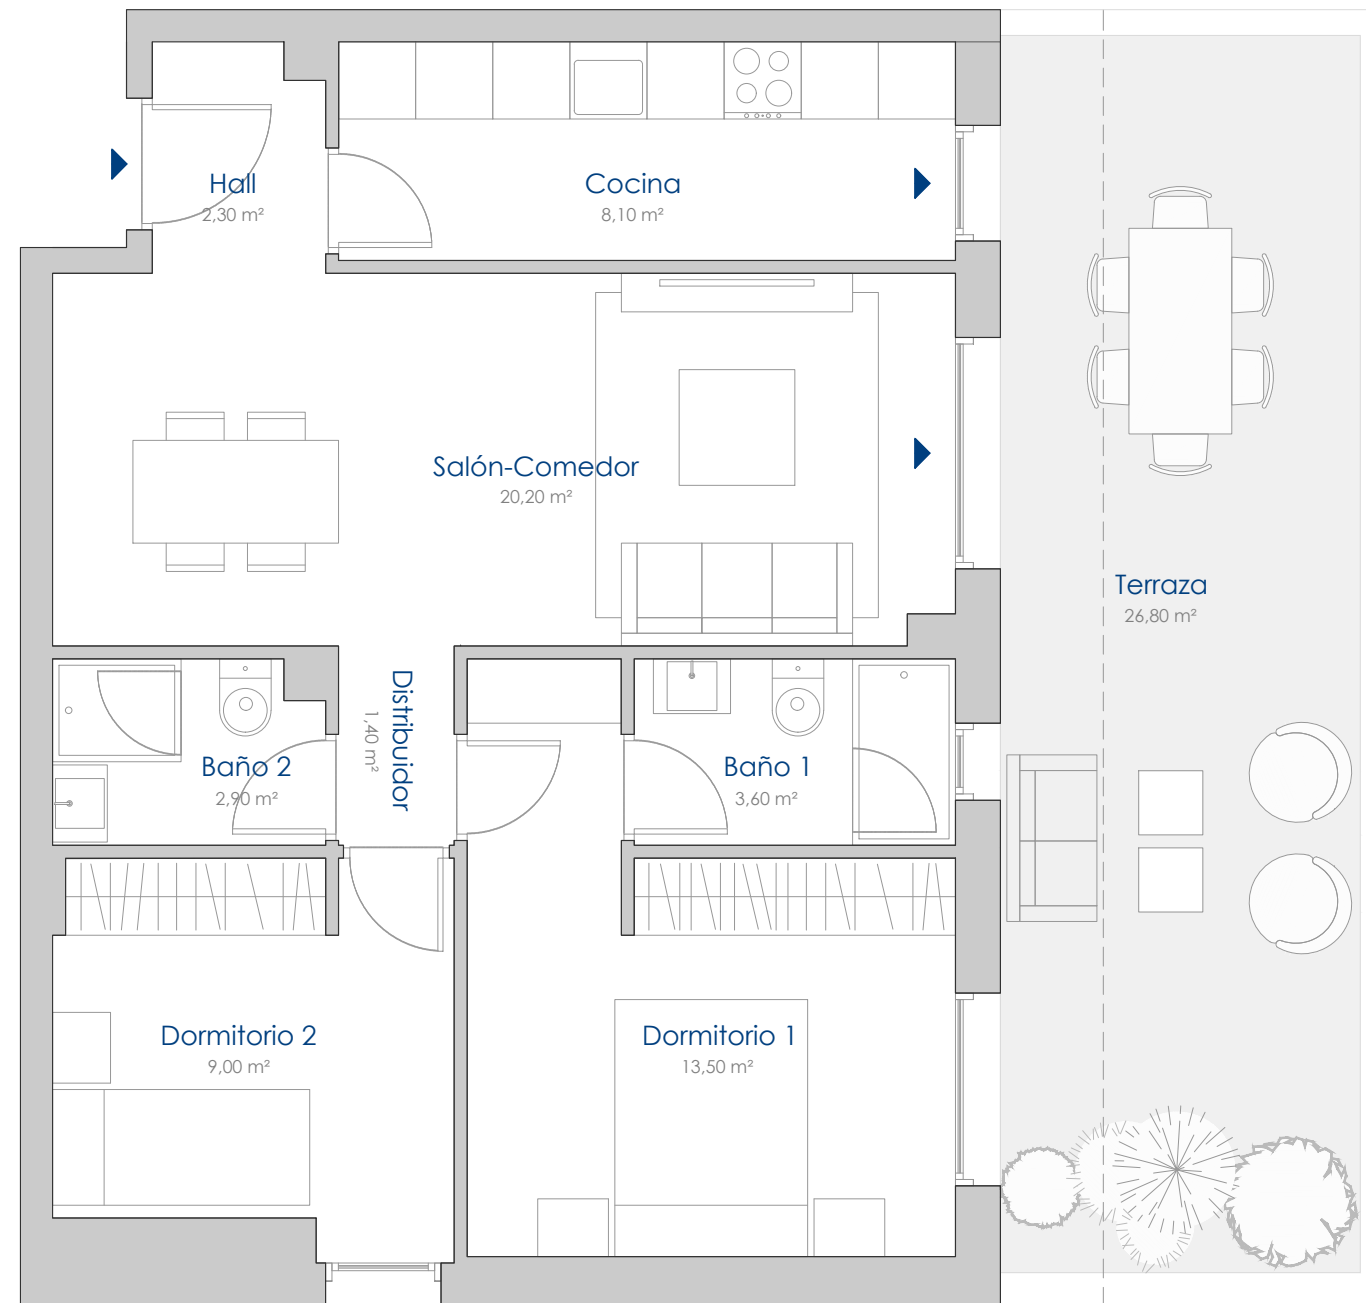 Hall
2,30 m²
Cocina
8,10 m²
Salón-Comedor
20,20 m²
Terraza
26,80 m²
Distribuidor
1,40 m²
Baño 2
2,90 m²
Baño 1
3,60 m²
Dormitorio 2
9,00 m²
Dormitorio 1
13,50 m²